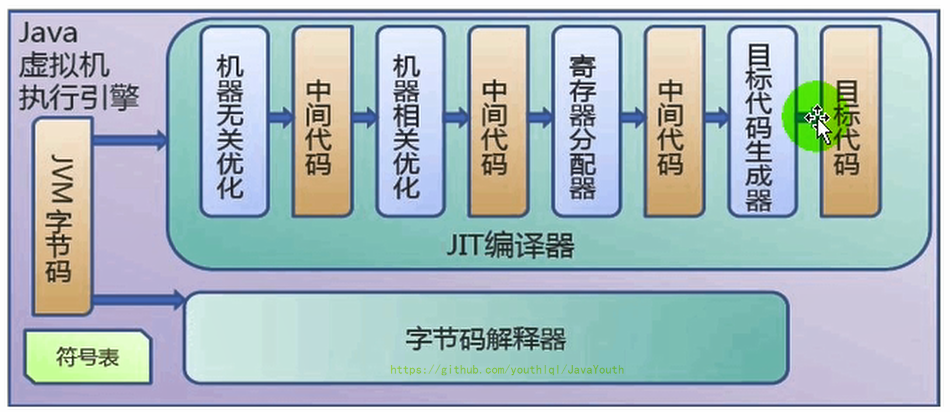 Java
虚拟机
执行引擎
JVM字节码
符号表
机器无关优化
中间代码
机器相关优化
中间代码
寄存器分配器
中间代码
目标代码生成器
目标代码
JIT编译器
字节码解释器
https://github.com/youthlql/JavaYouth